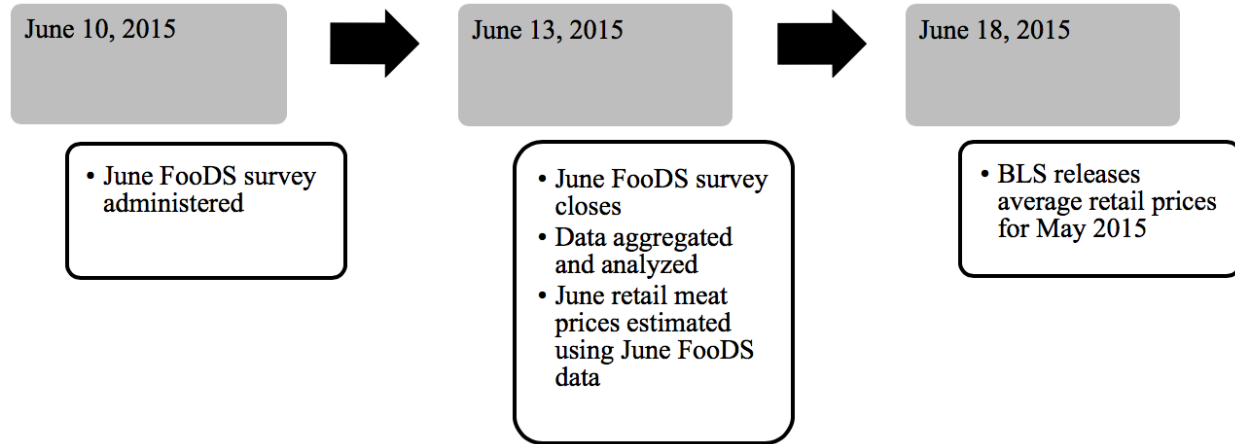 June 10, 2015
• June FooDS survey
administered
June 13, 2015
• June FooDS survey
closes
• Data aggregated
and analyzed
• June retail meat
prices estimated
using June FooDS
data
June 18, 2015
• BLS releases
average retail prices
for May 2015